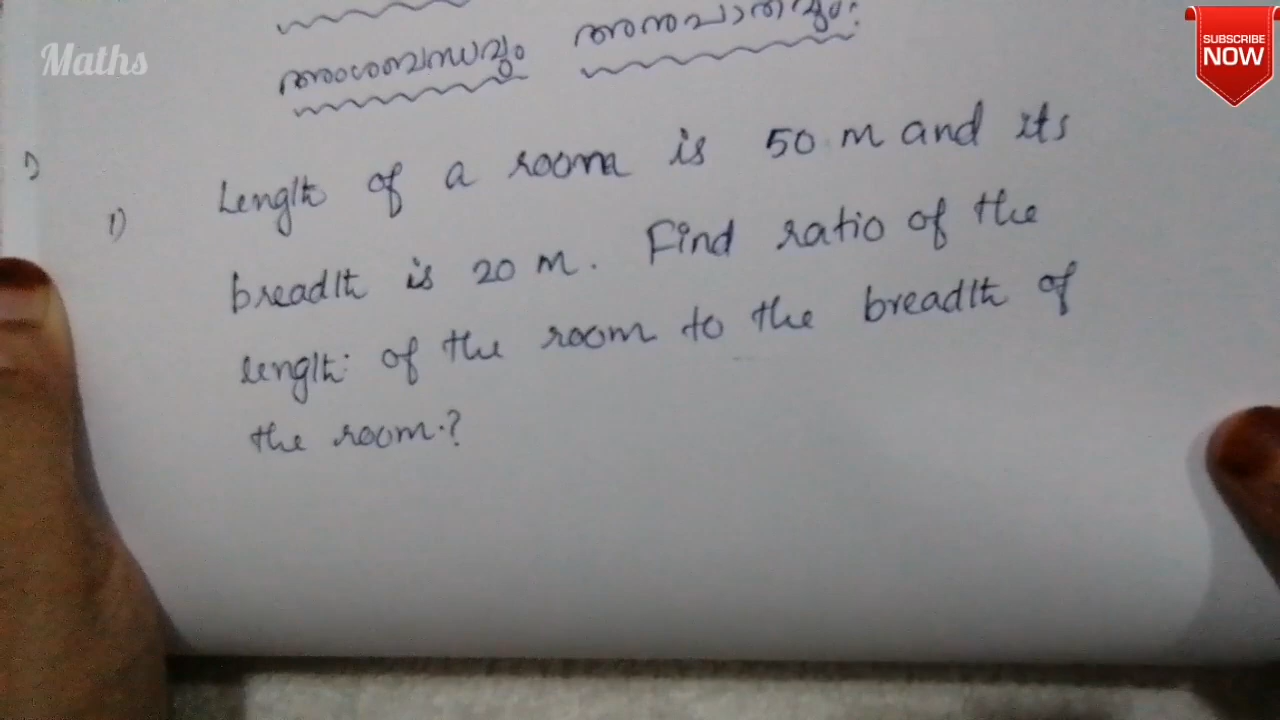 Maths
SUBSCRIBE
NOW
അംശബന്ധവും അനുപാതവും:
1)
1) Length of a room is 50 m and its
breadth is 20 m. Find ratio of the
length of the room to the breadth of
the room.?